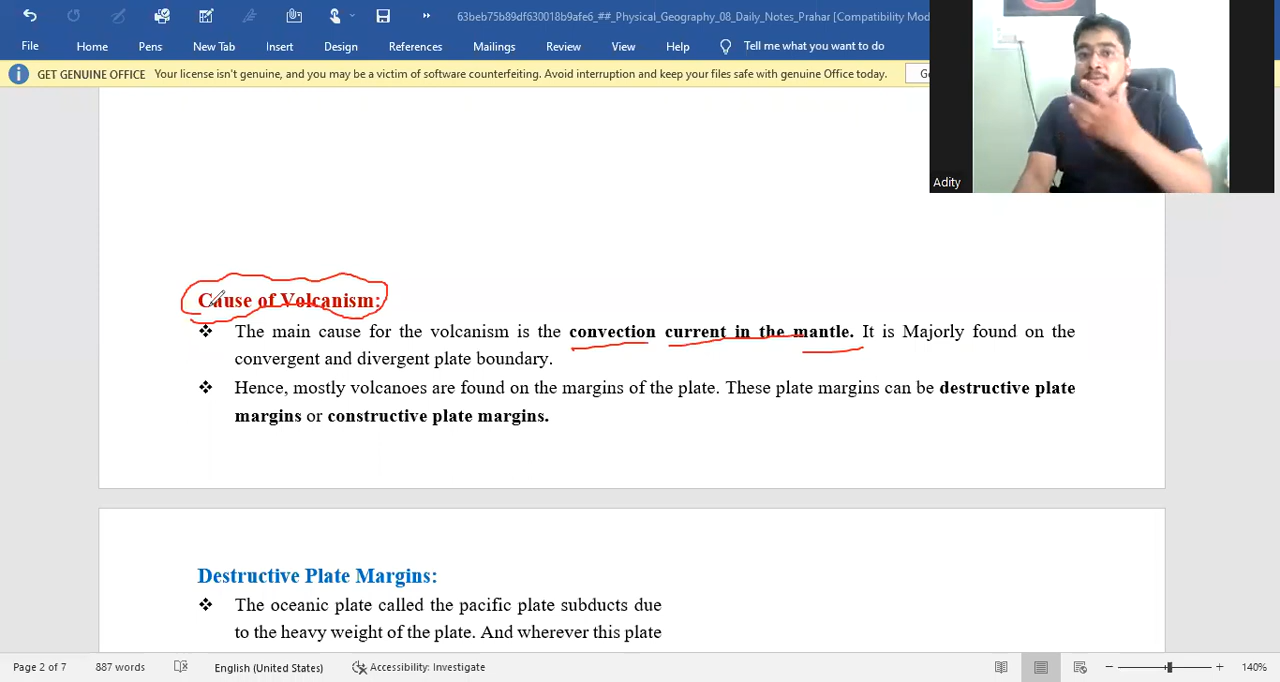 63beb75b89df630018b9afe6_##_Physical_Geography_08_Daily_Notes_Prahar [Compatibility Mod
File Home Pens New Tab Insert Draw Design References Mailings Review View Help Tell me what you want to do
GET GENUINE OFFICE Your license isn't genuine, and you may be a victim of software counterfeiting. Avoid interruption and keep your files safe with genuine Office today. G
Adity
Cause of Volcanism:
❖ The main cause for the volcanism is the convection current in the mantle. It is Majorly found on the
convergent and divergent plate boundary.
❖ Hence, mostly volcanoes are found on the margins of the plate. These plate margins can be destructive plate
margins or constructive plate margins.
Destructive Plate Margins:
❖ The oceanic plate called the pacific plate subducts due
to the heavy weight of the plate. And wherever this plate
Page 2 of 7 887 words English (United States) Accessibility: Investigate 140%